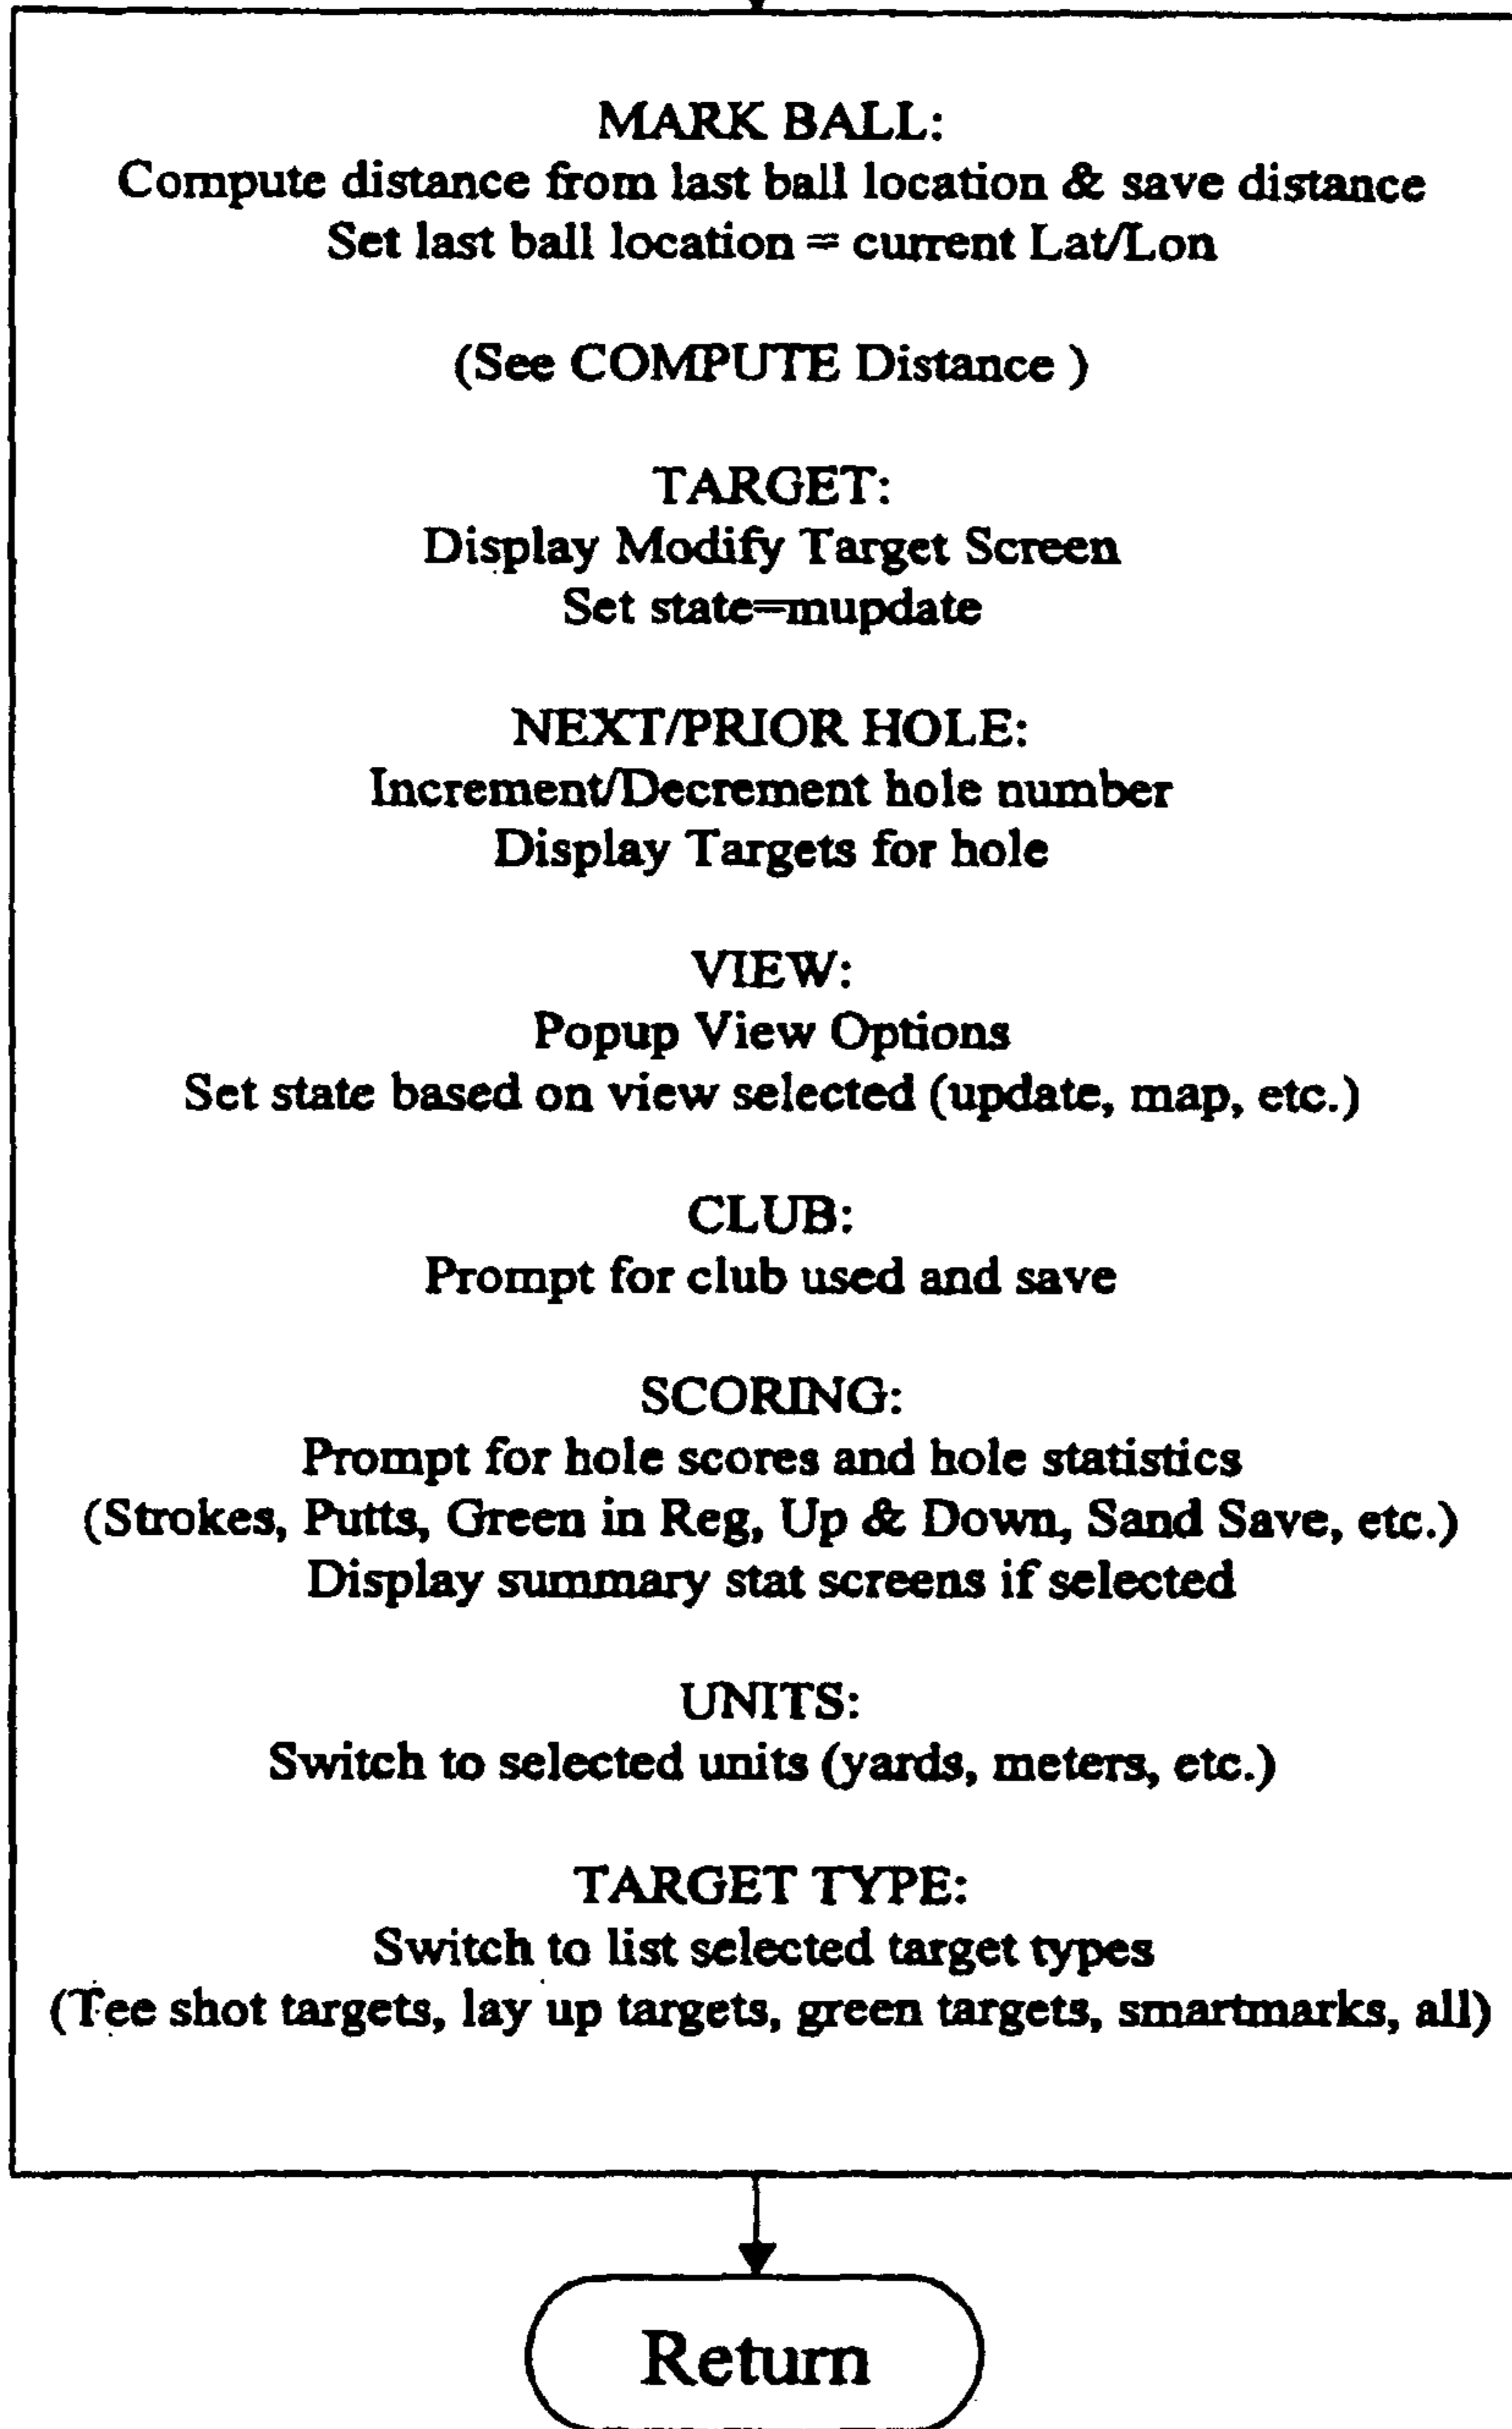 MARK BALL:
Compute distance from last ball location & save distance
Set last ball location = current Lat/Lon
(See COMPUTE Distance )
TARGET:
Display Modify Target Screen
Set state=mupdate
NEXT/PRIOR HOLE:
Increment/Decrement hole number
Display Targets for hole
VIEW:
Popup View Options
Set state based on view selected (update, map, etc.)
CLUB:
Prompt for club used and save
SCORING:
Prompt for hole scores and hole statistics
(Strokes, Putts, Green in Reg, Up & Down, Sand Save, etc.)
Display summary stat screens if selected
UNITS:
Switch to selected units (yards, meters, etc.)
TARGET TYPE:
Switch to list selected target types
(Tee shot targets, lay up targets, green targets, smartmarks, all)
Return